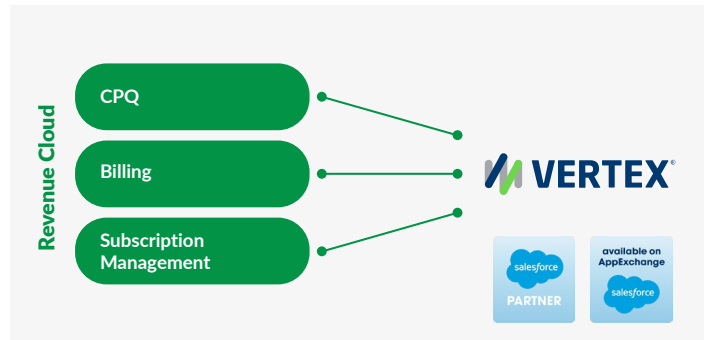 Revenue Cloud
CPQ
Billing
Subscription
Management
VERTEX®
salesforce
PARTNER
available on
AppExchange
salesforce